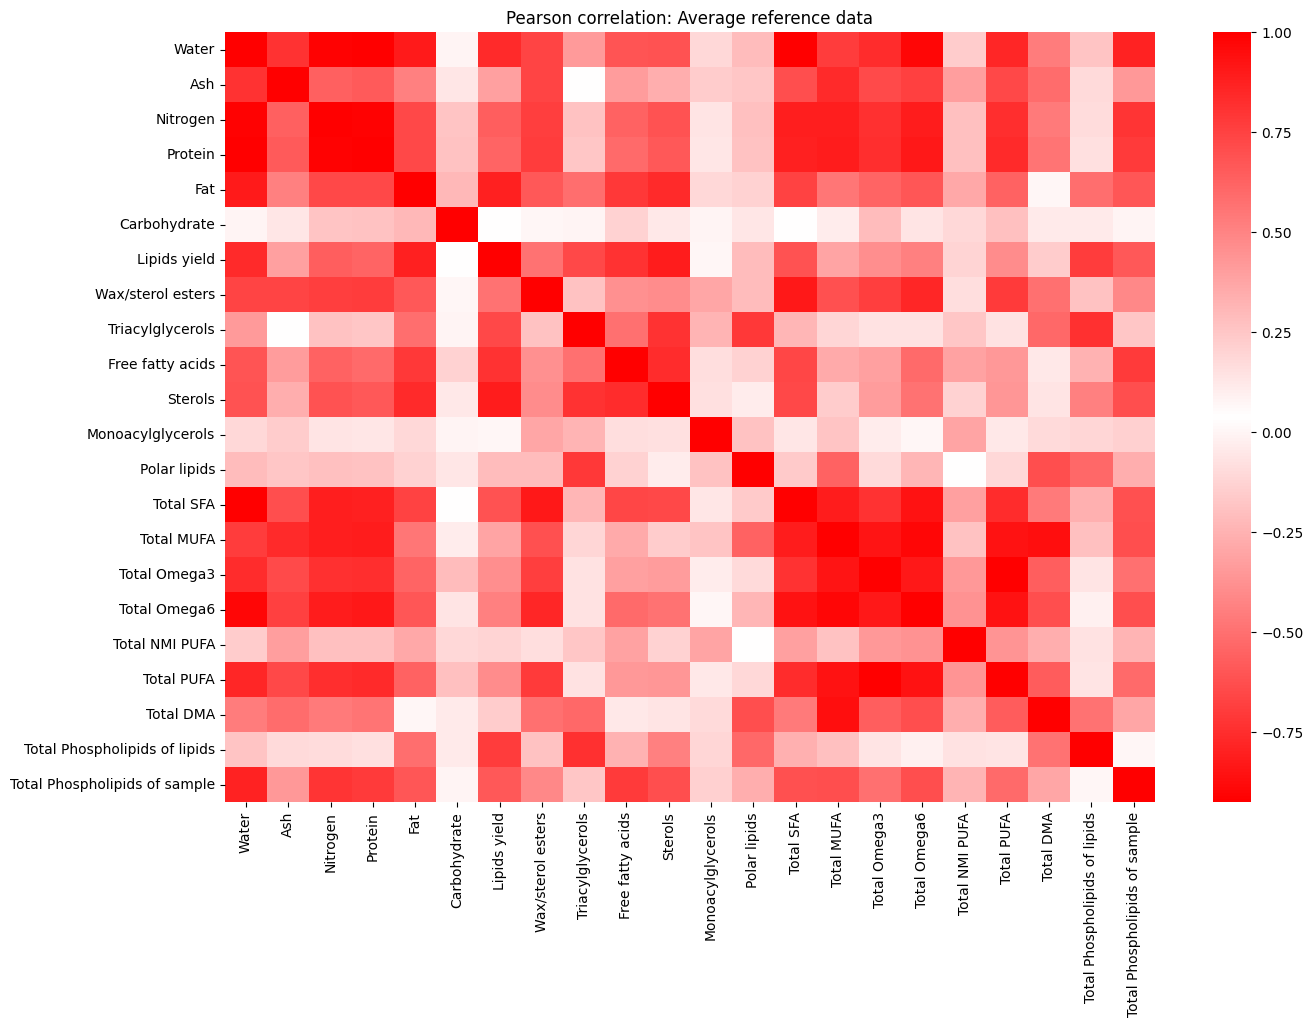 Pearson correlation: Average reference data
Water
Ash
Nitrogen
Protein
Fat
Carbohydrate
Lipids yield
Wax/sterol esters
Triacylglycerols
Free fatty acids
Sterols
Monoacylglycerols
Polar lipids
Total SFA
Total MUFA
Total Omega3
Total Omega6
Total NMI PUFA
Total PUFA
Total DMA
Total Phospholipids of lipids
Total Phospholipids of sample
Water
Ash
Nitrogen
Protein
Fat
Carbohydrate
Lipids yield
Wax/sterol esters
Triacylglycerols
Free fatty acids
Sterols
Monoacylglycerols
Polar lipids
Total SFA
Total MUFA
Total Omega3
Total Omega6
Total NMI PUFA
Total PUFA
Total DMA
Total Phospholipids of lipids
Total Phospholipids of sample
1.00
0.75
0.50
0.25
0.00
−0.25
−0.50
−0.75